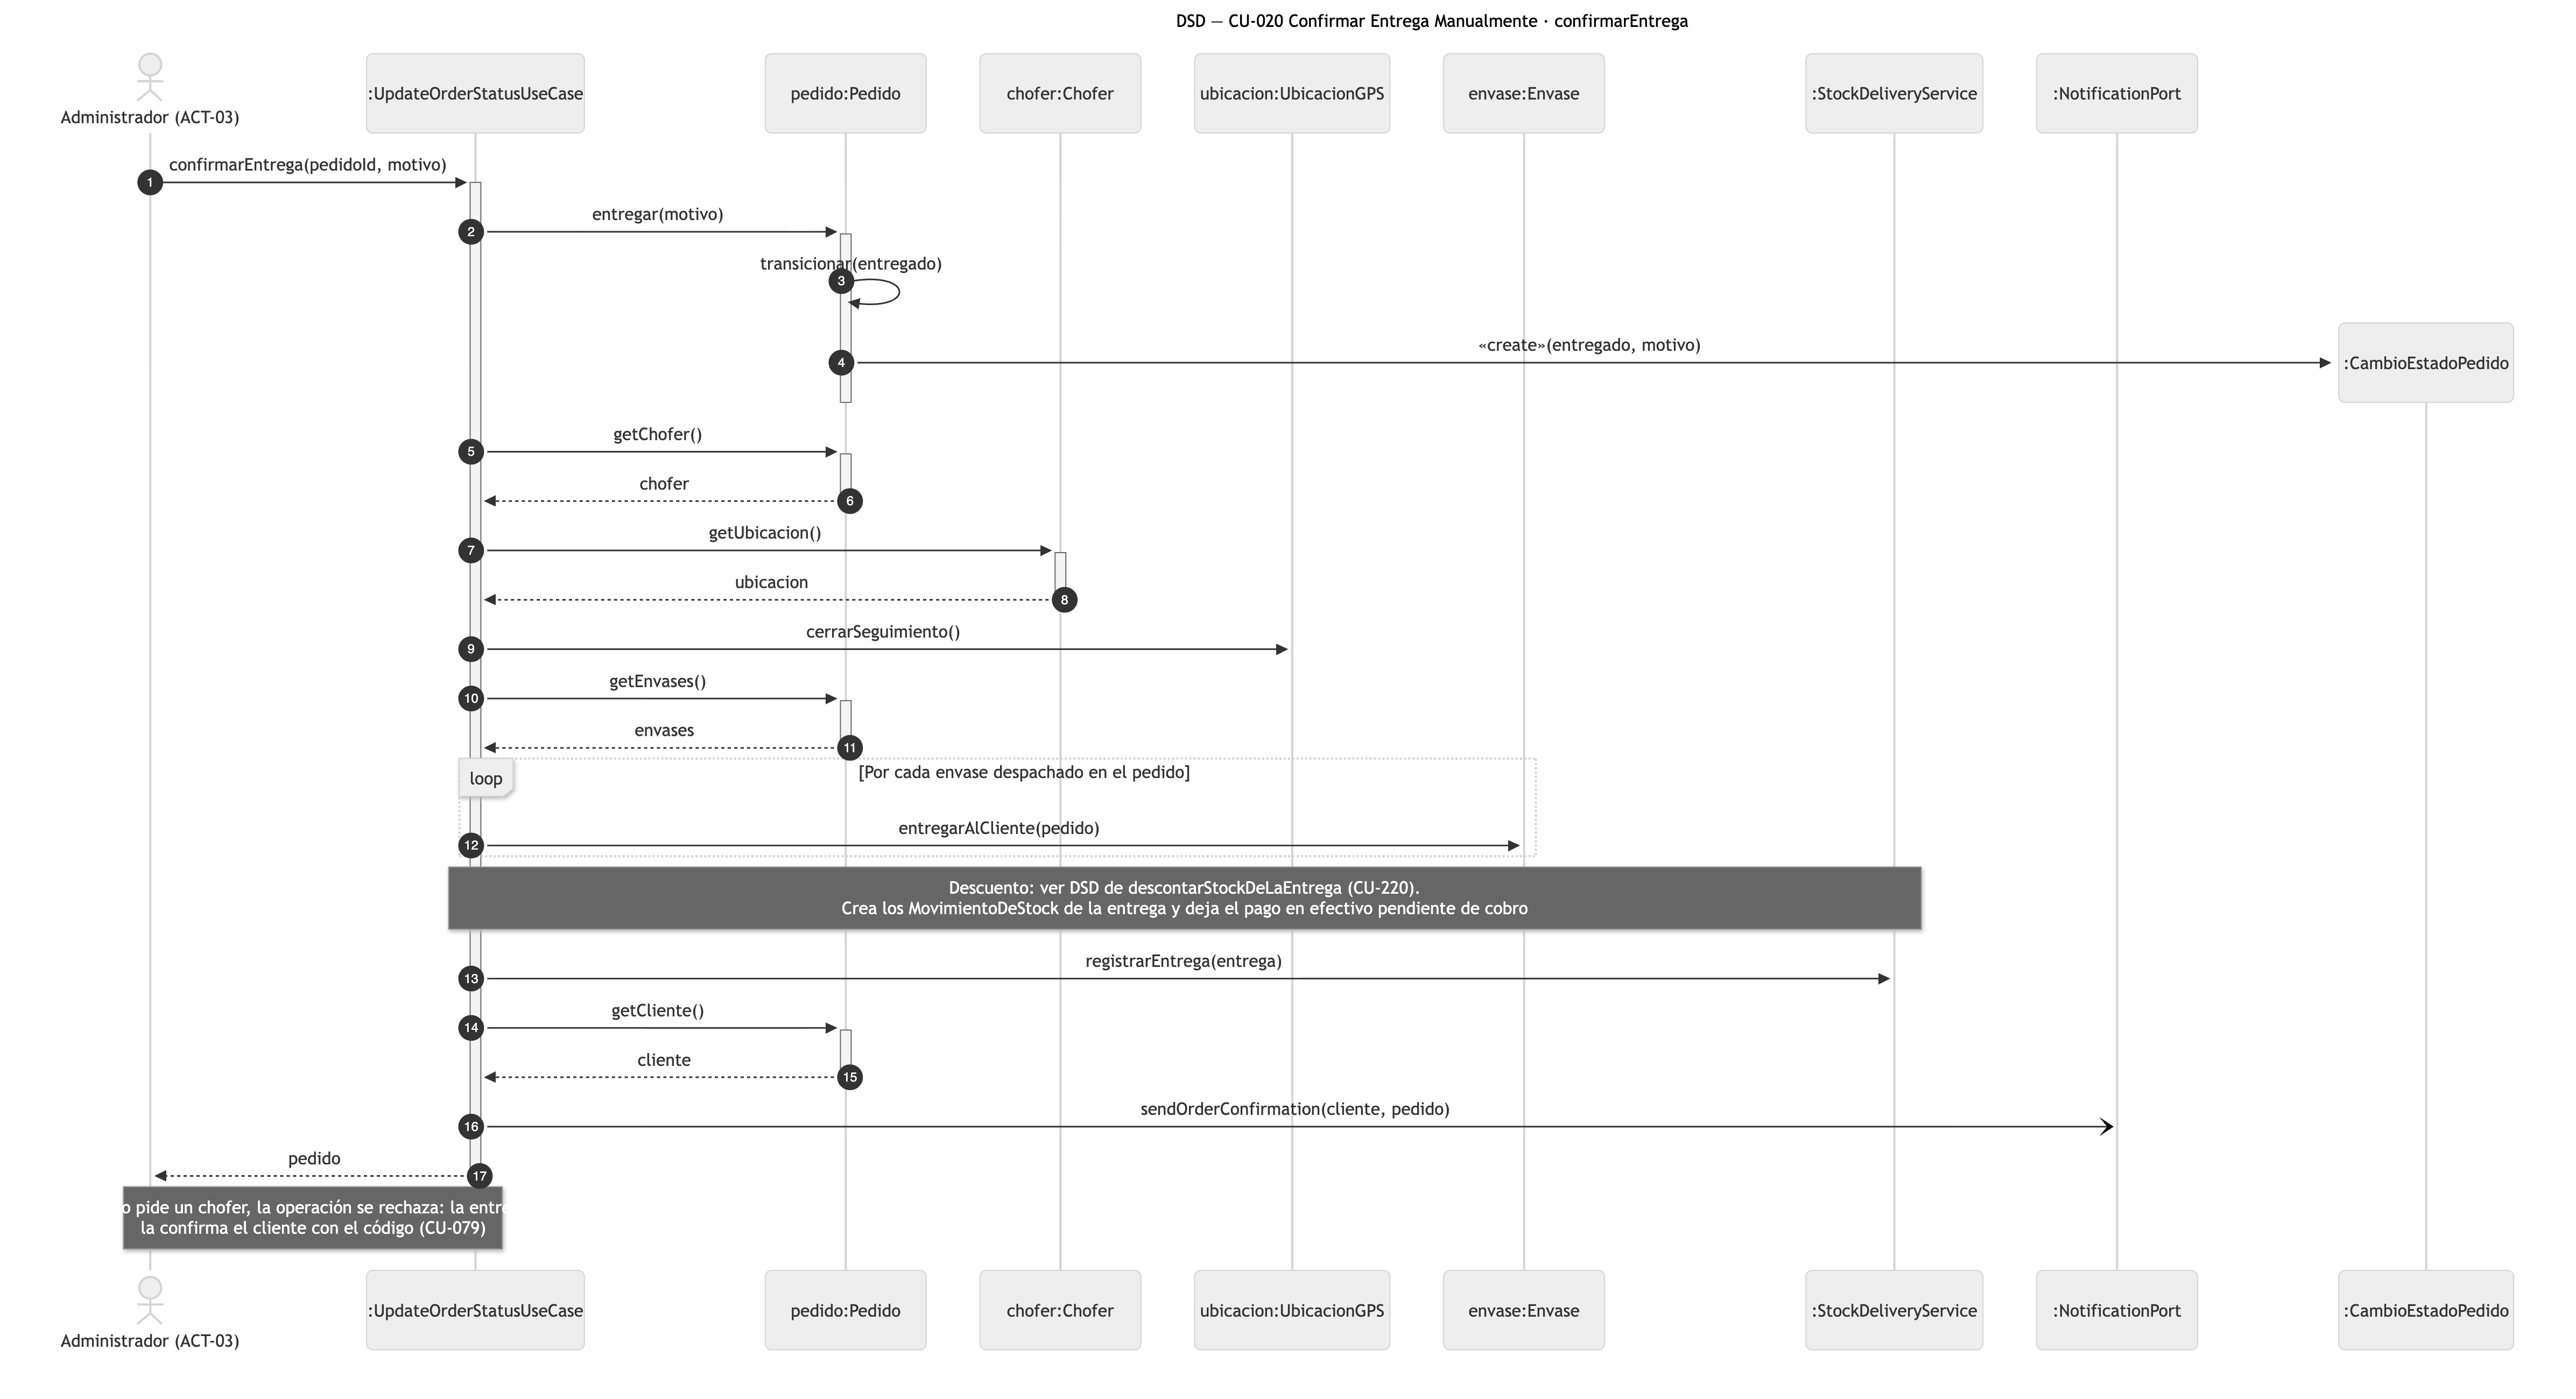 DSD — CU-020 Confirmar Entrega Manualmente · confirmarEntrega
Administrador (ACT-03)
:UpdateOrderStatusUseCase
pedido:Pedido
chofer:Chofer
ubicacion:UbicacionGPS
envase:Envase
:StockDeliveryService
:NotificationPort
confirmarEntrega(pedidoId, motivo)
1
entregar(motivo)
2
transicionar(entregado)
3
«create»(entregado, motivo)
4
:CambioEstadoPedido
getChofer()
5
chofer
6
getUbicacion()
7
ubicacion
8
cerrarSeguimiento()
9
getEnvases()
10
envases
11
loop
[Por cada envase despachado en el pedido]
entregarAlCliente(pedido)
12
Descuento: ver DSD de descontarStockDeLaEntrega (CU-220).
Crea los MovimientoDeStock de la entrega y deja el pago en efectivo pendiente de cobro
registrarEntrega(entrega)
13
getCliente()
14
cliente
15
sendOrderConfirmation(cliente, pedido)
16
pedido
17
o pide un chofer, la operación se rechaza: la entre
la confirma el cliente con el código (CU-079)
Administrador (ACT-03)
:UpdateOrderStatusUseCase
pedido:Pedido
chofer:Chofer
ubicacion:UbicacionGPS
envase:Envase
:StockDeliveryService
:NotificationPort
:CambioEstadoPedido